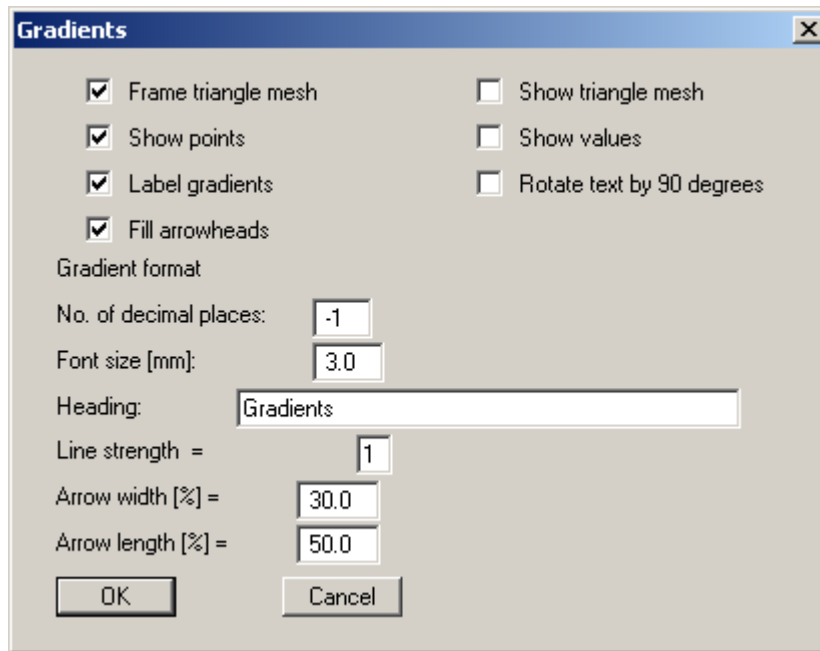 Gradients
Frame triangle mesh Show triangle mesh
Show points Show values
Label gradients Rotate text by 90 degrees
Fill arrowheads
Gradient format
No. of decimal places: -1
Font size [mm]: 3.0
Heading: Gradients
Line strength = 1
Arrow width [%] = 30.0
Arrow length [%] = 50.0
OK Cancel